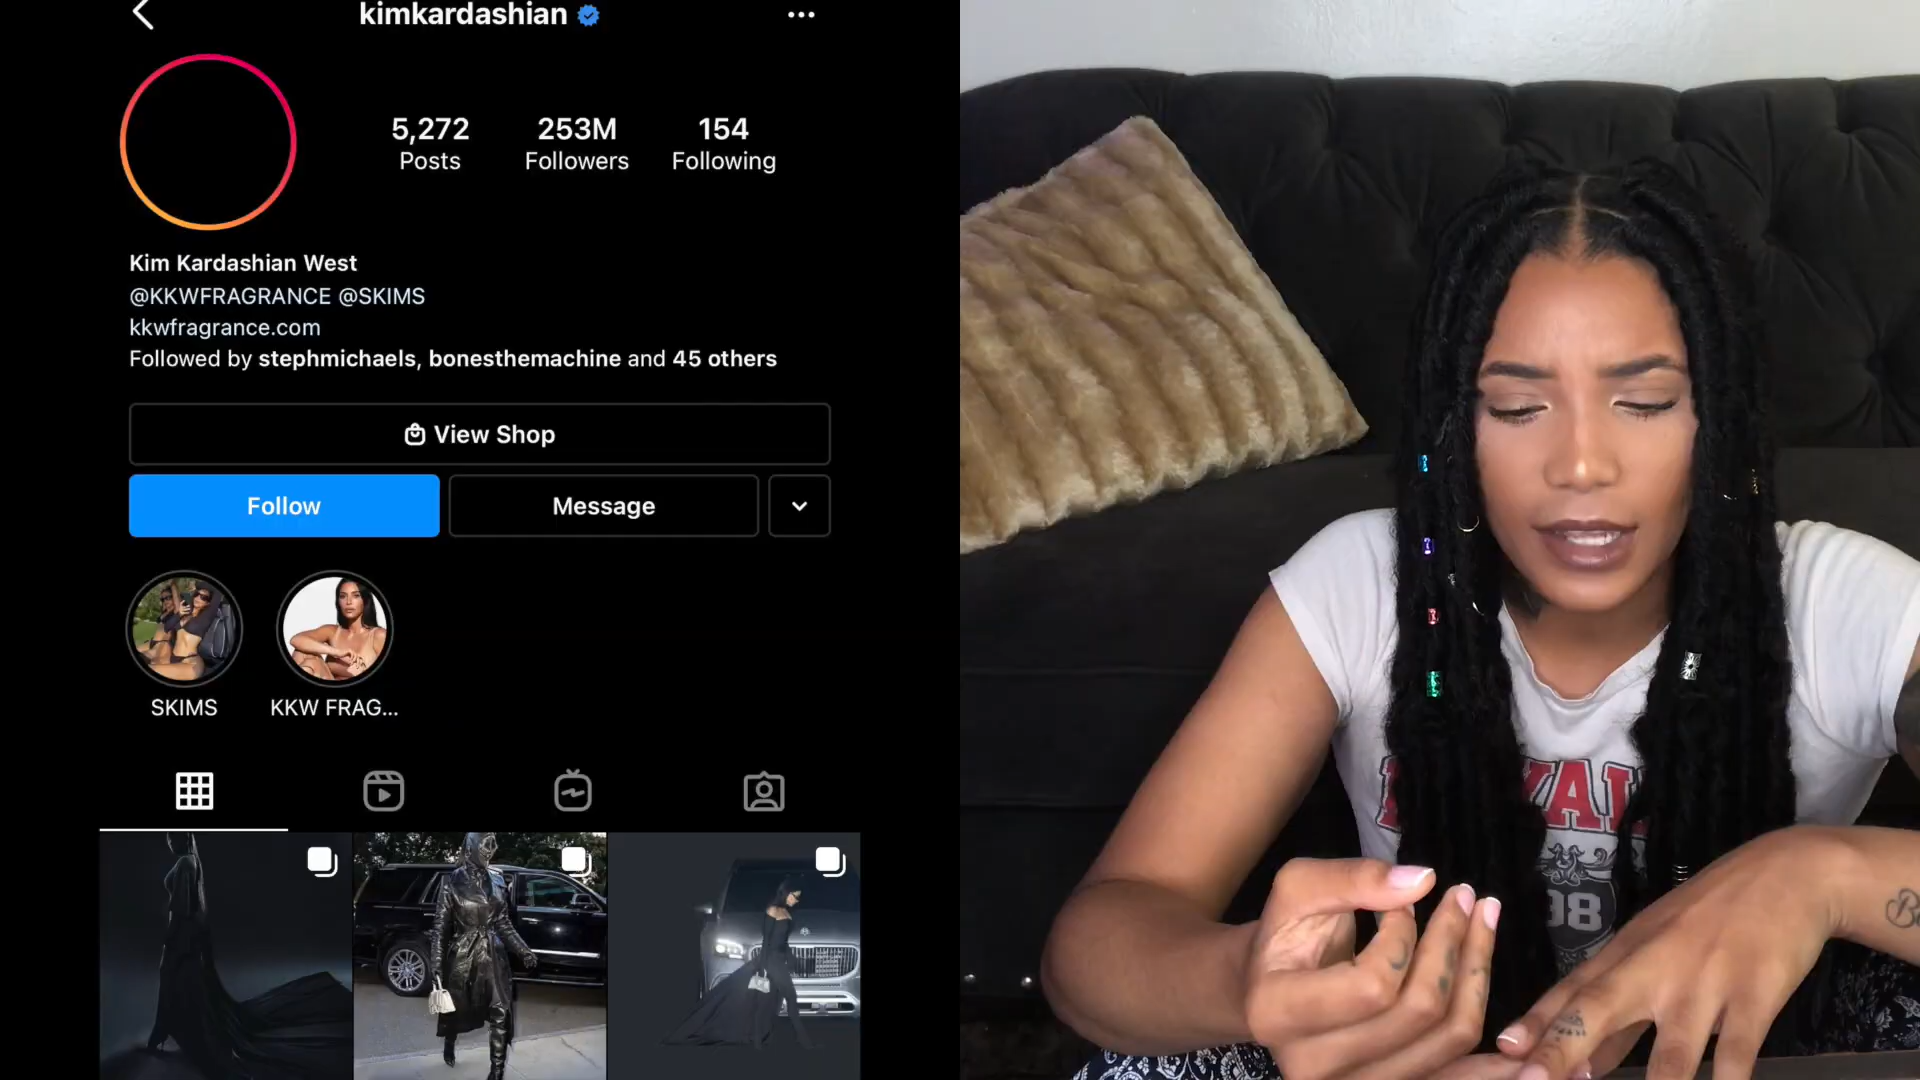 kimkardashian
5,272 253M 154
Posts Followers Following
Kim Kardashian West
@KKWFRAGRANCE @SKIMS
kkwfragrance.com
Followed by stephmichaels, bonesthemachine and 45 others
View Shop
Follow Message
SKIMS KKW FRAG...
98